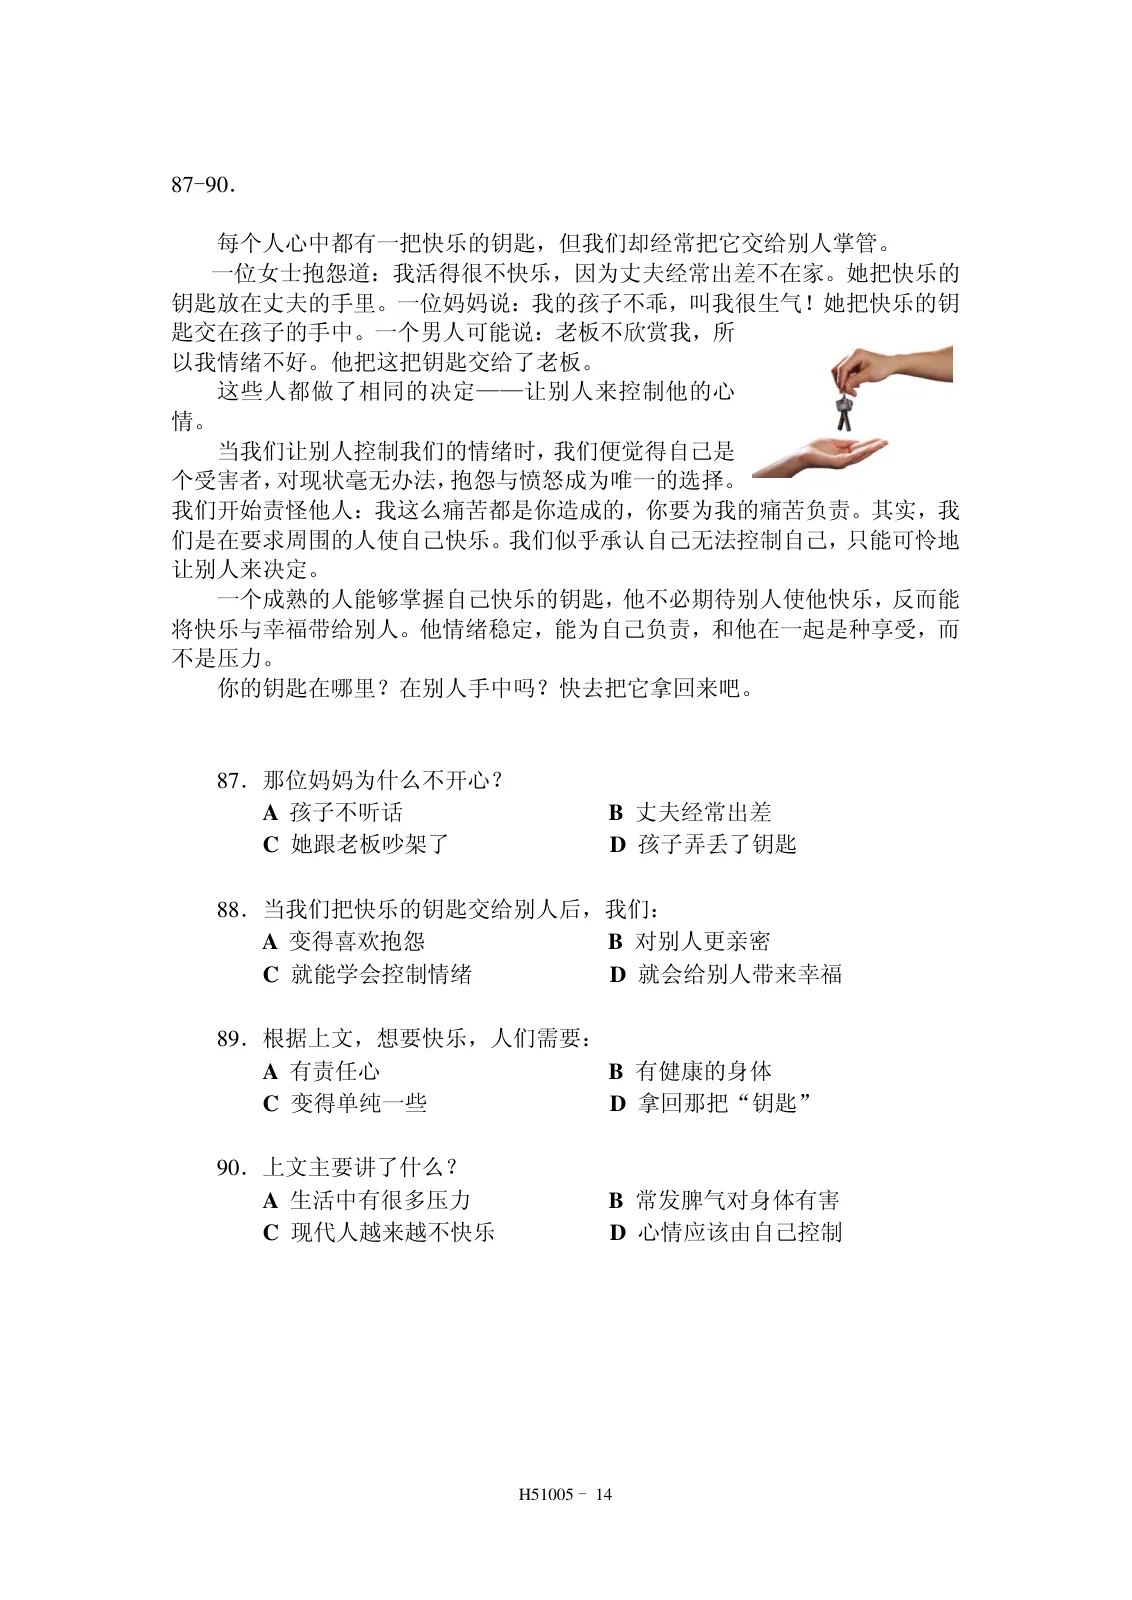 87-90.
每个人心中都有一把快乐的钥匙，但我们却经常把它交给别人掌管。
一位女士抱怨道：我活得很不快乐，因为丈夫经常出差不在家。她把快乐的
钥匙放在丈夫的手里。一位妈妈说：我的孩子不乖，叫我很生气！她把快乐的钥
匙交在孩子的手中。一个男人可能说：老板不欣赏我，所
以我情绪不好。他把这把钥匙交给了老板。
这些人都做了相同的决定——让别人来控制他的心
情。
当我们让别人控制我们的情绪时，我们便觉得自己是
个受害者，对现状毫无办法，抱怨与愤怒成为唯一的选择。
我们开始责怪他人：我这么痛苦都是你造成的，你要为我的痛苦负责。其实，我
们是在要求周围的人使自己快乐。我们似乎承认自己无法控制自己，只能可怜地
让别人来决定。
一个成熟的人能够掌握自己快乐的钥匙，他不必期待别人使他快乐，反而能
将快乐与幸福带给别人。他情绪稳定，能为自己负责，和他在一起是种享受，而
不是压力。
你的钥匙在哪里？在别人手中吗？快去把它拿回来吧。
87．那位妈妈为什么不开心？
A 孩子不听话 B 丈夫经常出差
C 她跟老板吵架了 D 孩子弄丢了钥匙
88．当我们把快乐的钥匙交给别人后，我们：
A 变得喜欢抱怨 B 对别人更亲密
C 就能学会控制情绪 D 就会给别人带来幸福
89．根据上文，想要快乐，人们需要：
A 有责任心 B 有健康的身体
C 变得单纯一些 D 拿回那把“钥匙”
90．上文主要讲了什么？
A 生活中有很多压力 B 常发脾气对身体有害
C 现代人越来越不快乐 D 心情应该由自己控制
H51005－ 14